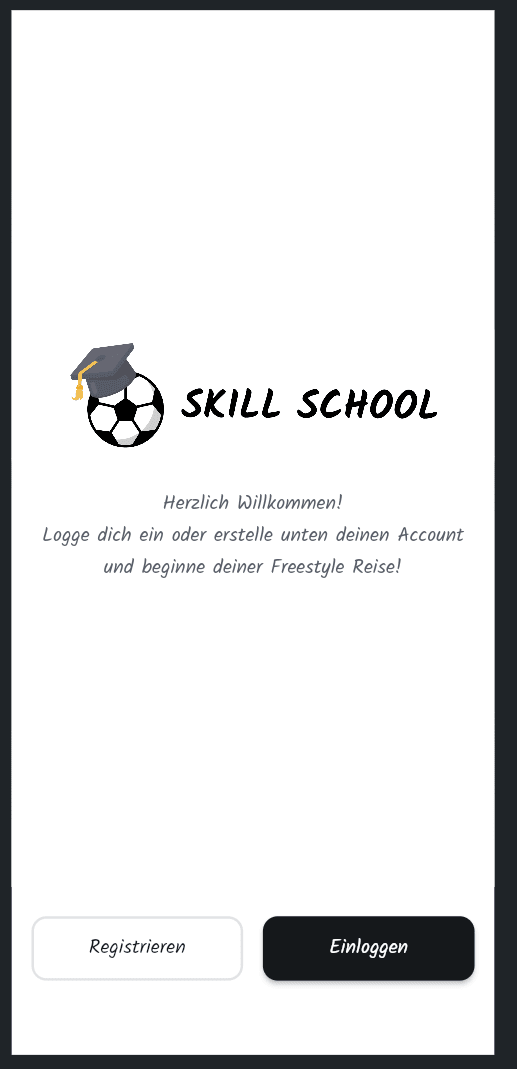 SKILL SCHOOL
Herzlich Willkommen!
Logge dich ein oder erstelle unten deinen Account
und beginne deiner Freestyle Reise!
Registrieren
Einloggen